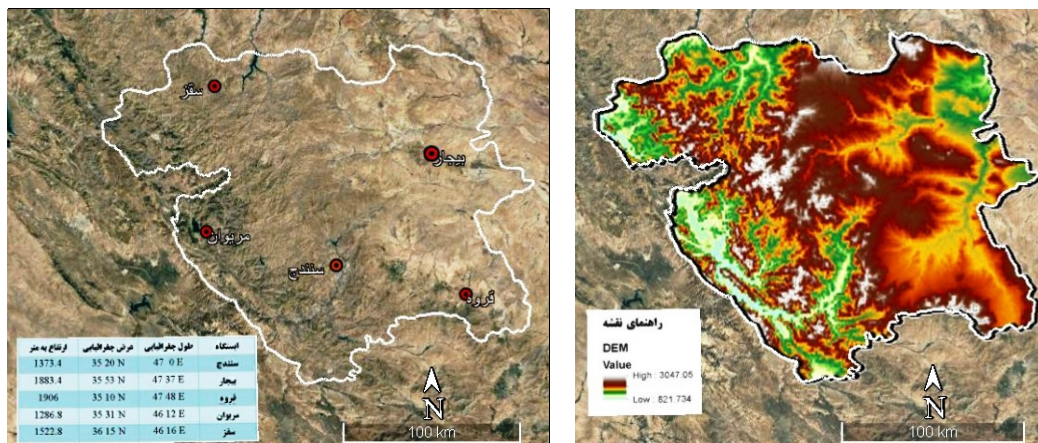 سقز
بیجار
مریوان
سنندج
قروه
ایستگاه طول جغرافیایی عرض جغرافیایی ارتفاع به متر
سنندج 47 0 E 35 20 N 1373.4
بیجار 47 37 E 35 53 N 1883.4
قروه 47 48 E 35 10 N 1906
مریوان 46 12 E 35 31 N 1286.8
سقز 46 16 E 36 15 N 1522.8
N
100 km
راهنمای نقشه
DEM
Value
High : 3047.05
Low : 821.734
N
100 km